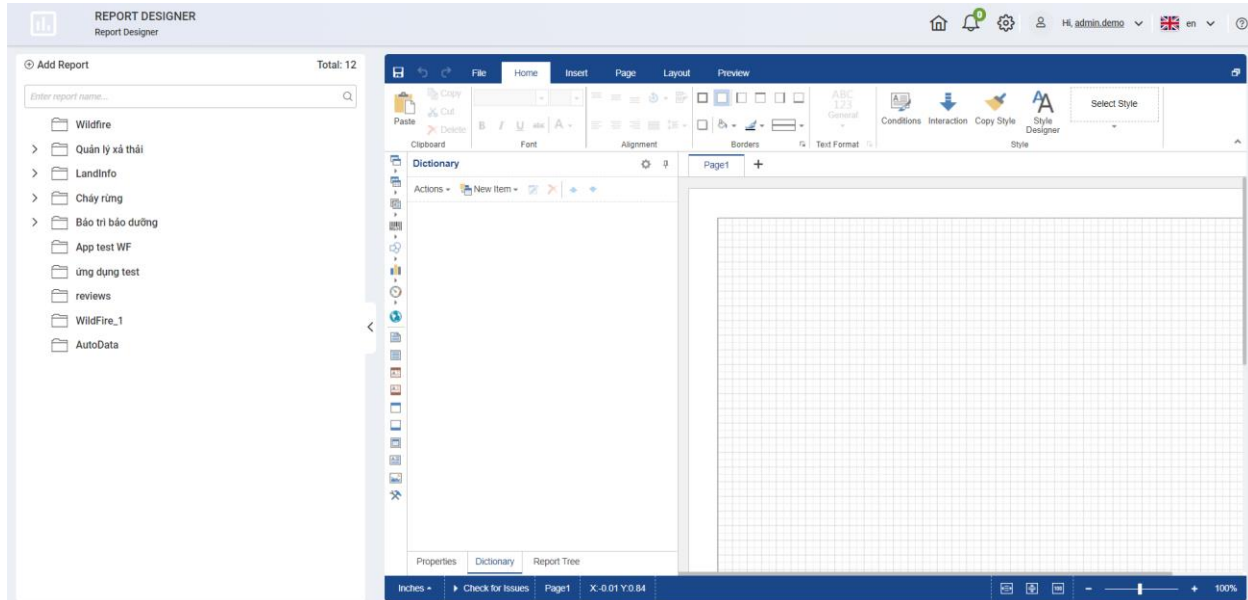 REPORT DESIGNER
Report Designer
0
Hi, admin.demo
en
Add Report
Total: 12
Enter report name...
Wildfire
Quản lý xả thải
LandInfo
Cháy rừng
Bảo trì bảo dưỡng
App test WF
ứng dụng test
reviews
WildFire_1
AutoData
File Home Insert Page Layout Preview
Paste
Copy
Cut
Delete
Clipboard
B I U abc A
Font
Alignment
Borders
ABC
123
General
Text Format
Conditions Interaction Copy Style Style Designer
Select Style
Style
Dictionary
Page1
Actions New Item
Properties Dictionary Report Tree
Inches Check for Issues Page1 X:-0.01 Y:0.84
100%